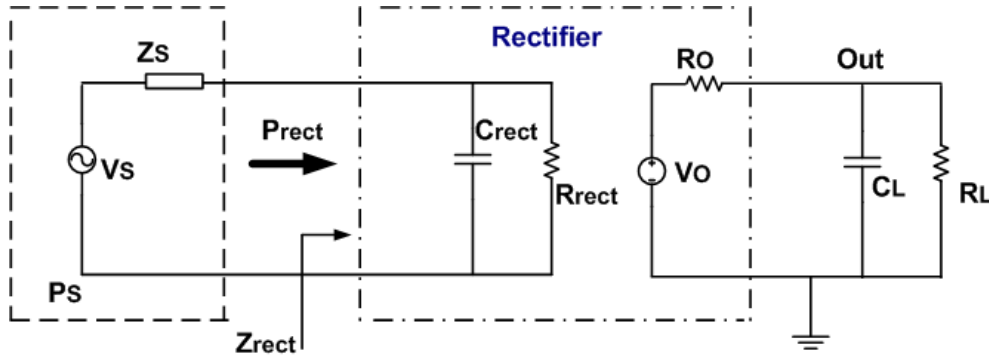 Rectifier
Zs
Ro
Out
Prect
Crect
Vs
Rrect
Vo
CL
RL
Ps
Zrect